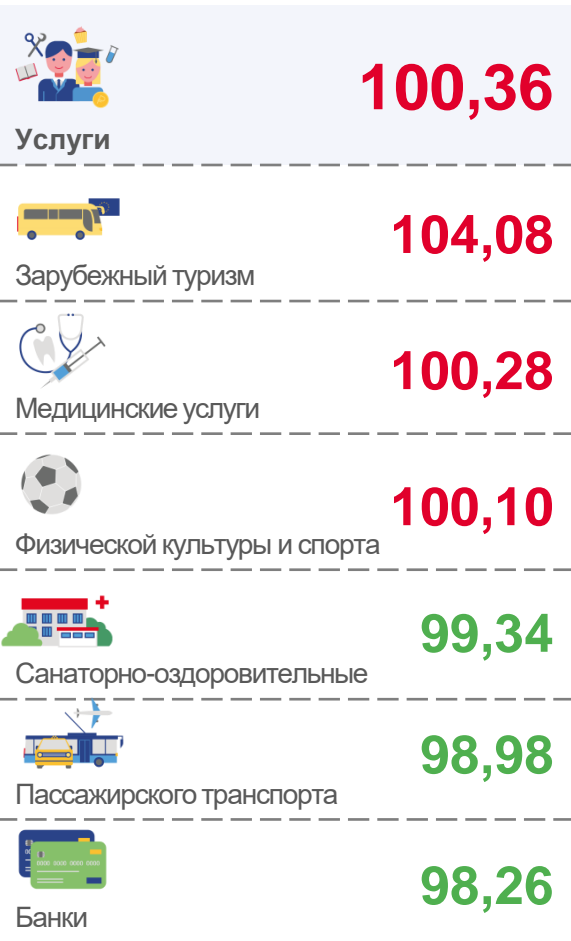 100,36
Услуги
104,08
Зарубежный туризм
100,28
Медицинские услуги
100,10
Физической культуры и спорта
99,34
Санаторно-оздоровительные
98,98
Пассажирского транспорта
98,26
Банки